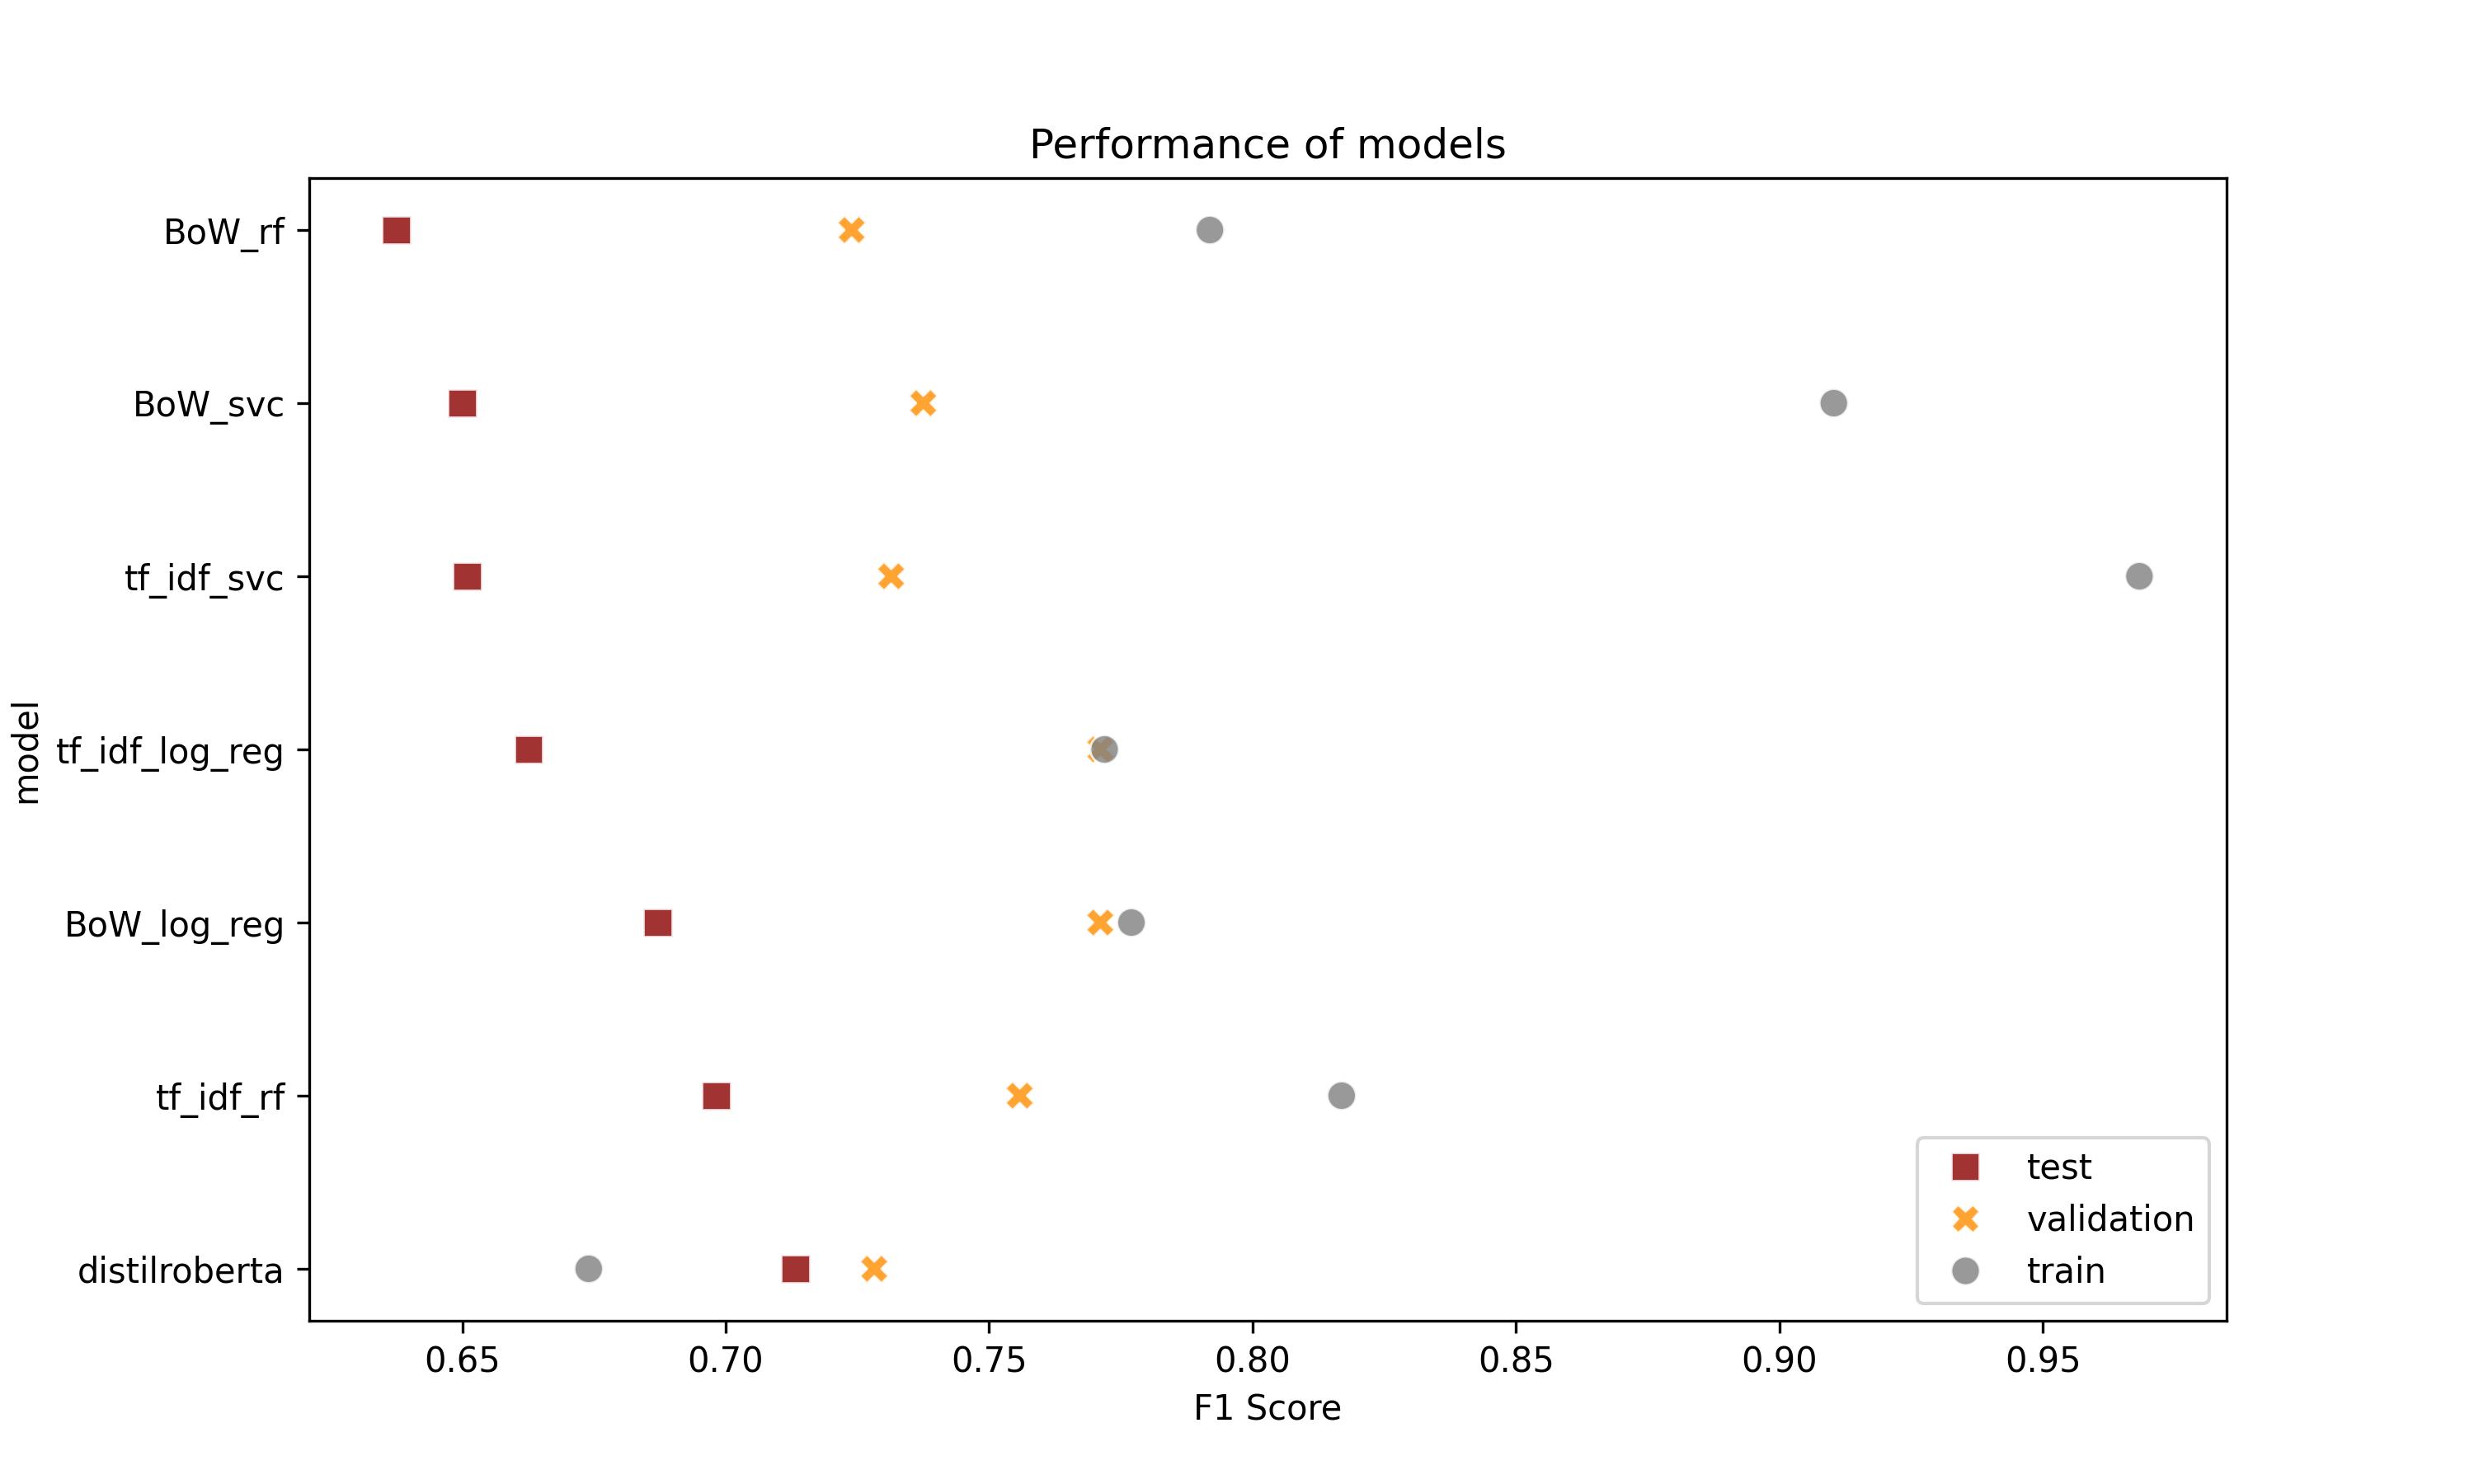 Performance of models
model
BoW_rf
BoW_svc
tf_idf_svc
tf_idf_log_reg
BoW_log_reg
tf_idf_rf
distilroberta
test
validation
train
0.65 0.70 0.75 0.80 0.85 0.90 0.95
F1 Score